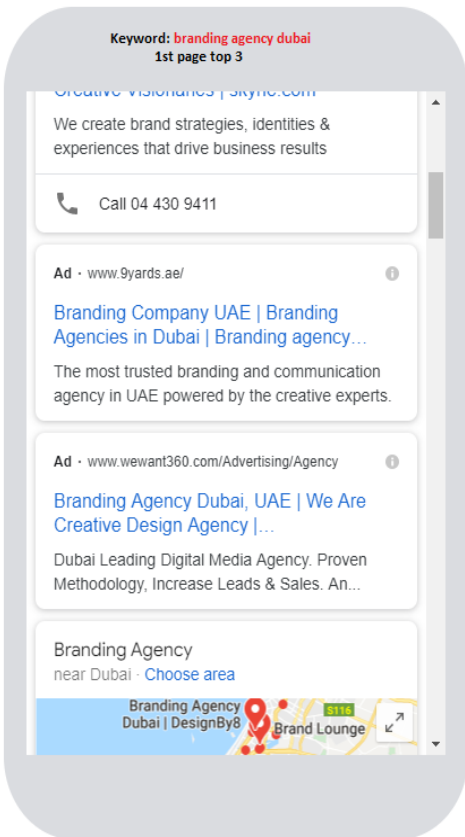 Keyword: branding agency dubai
1st page top 3
Creative Visionaries | skyne.com
We create brand strategies, identities &
experiences that drive business results
Call 04 430 9411
Ad · www.9yards.ae/
Branding Company UAE | Branding
Agencies in Dubai | Branding agency…
The most trusted branding and communication
agency in UAE powered by the creative experts.
Ad · www.wewant360.com/Advertising/Agency
Branding Agency Dubai, UAE | We Are
Creative Design Agency |…
Dubai Leading Digital Media Agency. Proven
Methodology, Increase Leads & Sales. An...
Branding Agency
near Dubai · Choose area
Branding Agency
Dubai | DesignBy8
S116
Brand Lounge